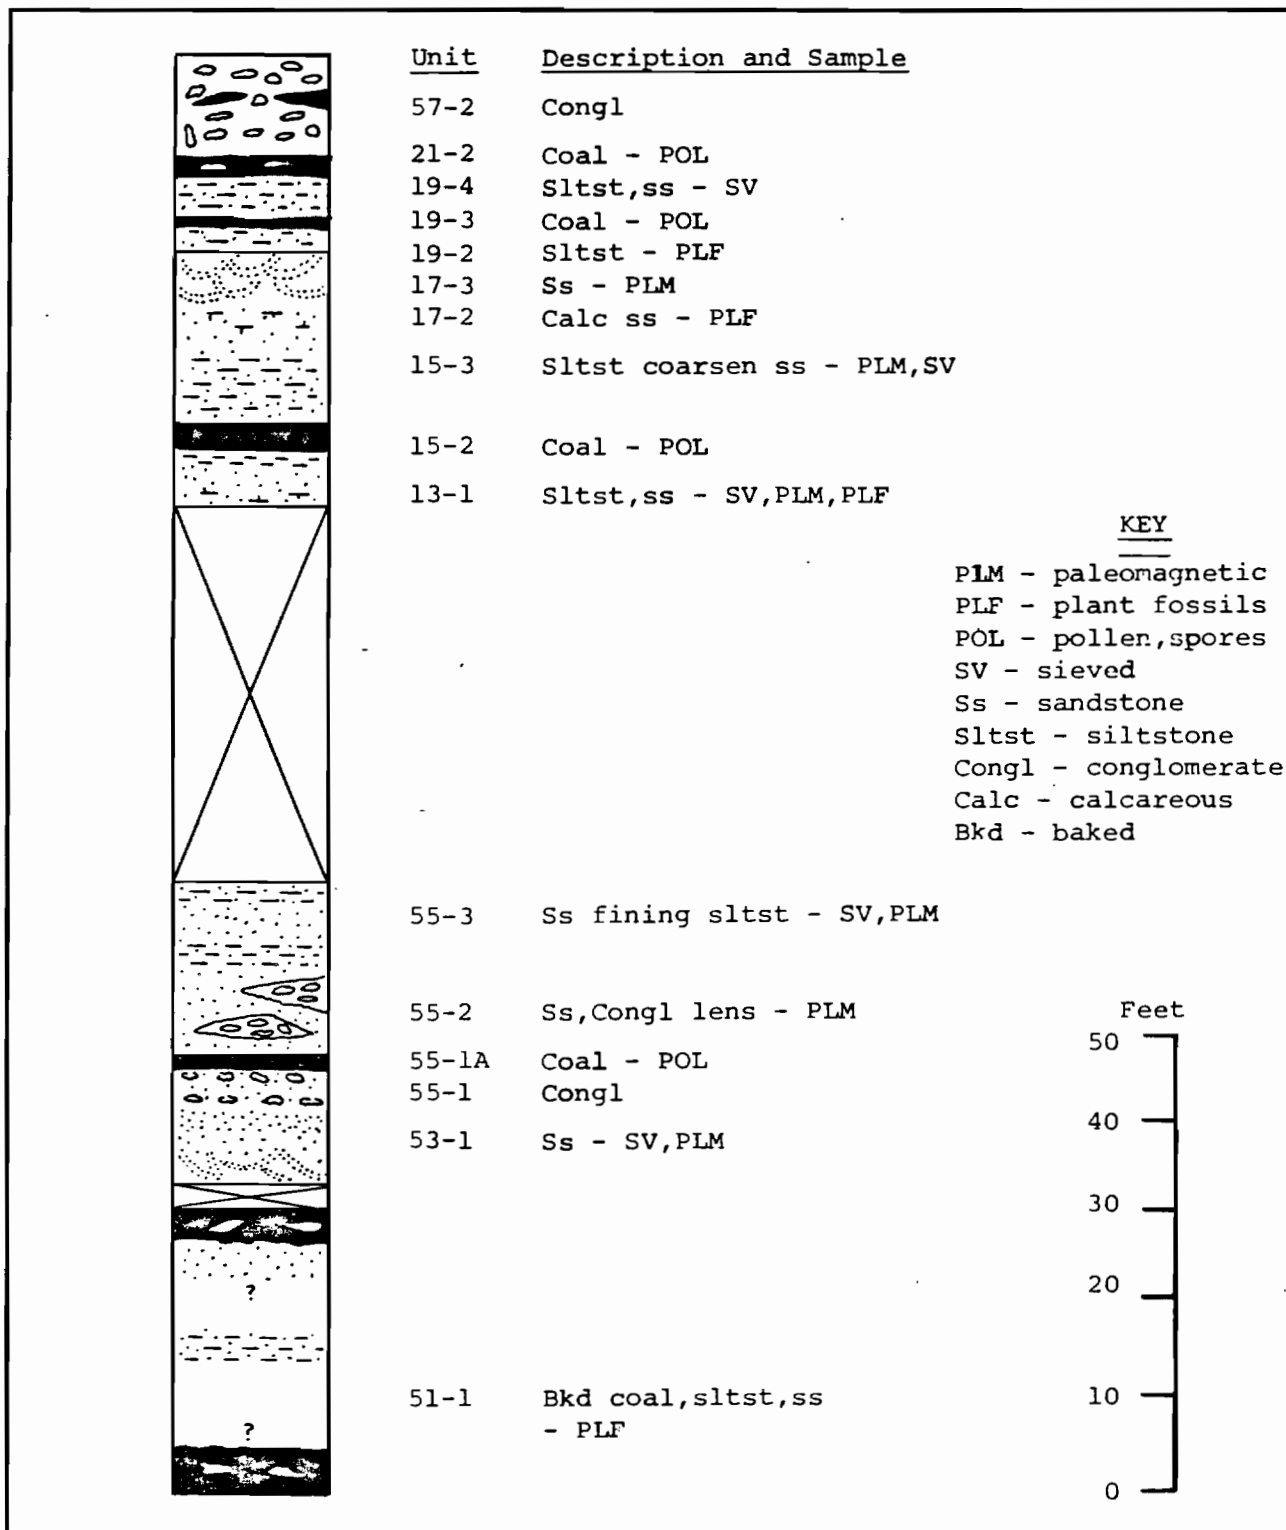 Unit Description and Sample
57-2 Congl
21-2 Coal - POL
19-4 Sltst,ss - SV
19-3 Coal - POL
19-2 Sltst - PLF
17-3 Ss - PLM
17-2 Calc ss - PLF
15-3 Sltst coarsen ss - PLM,SV
15-2 Coal - POL
13-1 Sltst,ss - SV,PLM,PLF
KEY
PLM - paleomagnetic
PLF - plant fossils
POL - pollen,spores
SV - sieved
Ss - sandstone
Sltst - siltstone
Congl - conglomerate
Calc - calcareous
Bkd - baked
55-3 Ss fining sltst - SV,PLM
55-2 Ss,Congl lens - PLM
55-1A Coal - POL
55-1 Congl
53-1 Ss - SV,PLM
?
51-1 Bkd coal,sltst,ss
- PLF
?
Feet
50
40
30
20
10
0